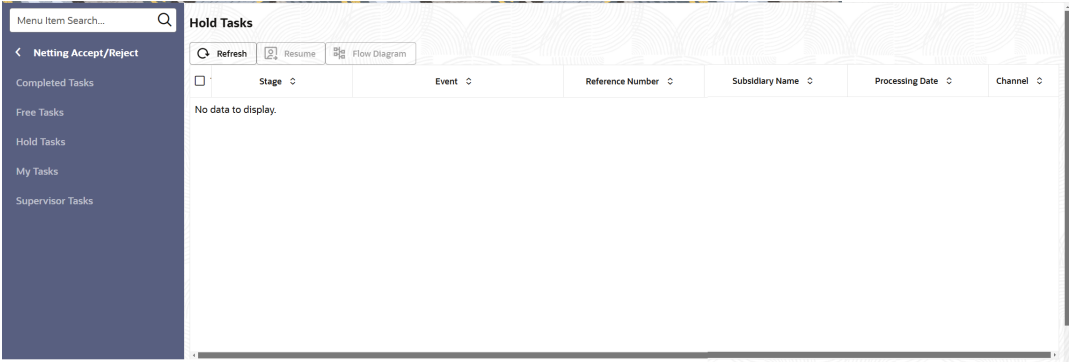 Menu Item Search...
Netting Accept/Reject
Completed Tasks
Free Tasks
Hold Tasks
My Tasks
Supervisor Tasks
Hold Tasks
Refresh Resume Flow Diagram
Stage Event Reference Number Subsidiary Name Processing Date Channel
No data to display.